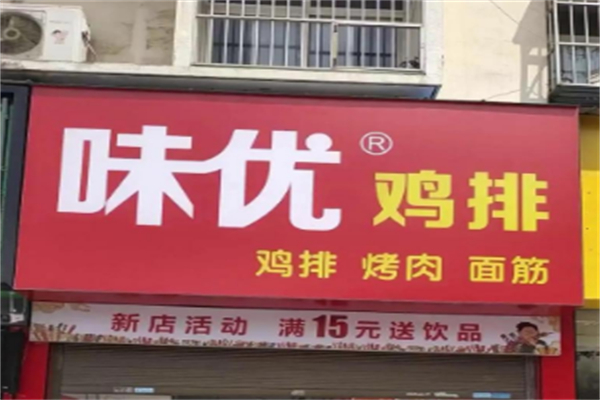 味优® 鸡排
鸡排 烤肉 面筋
新店活动 满15元送饮品